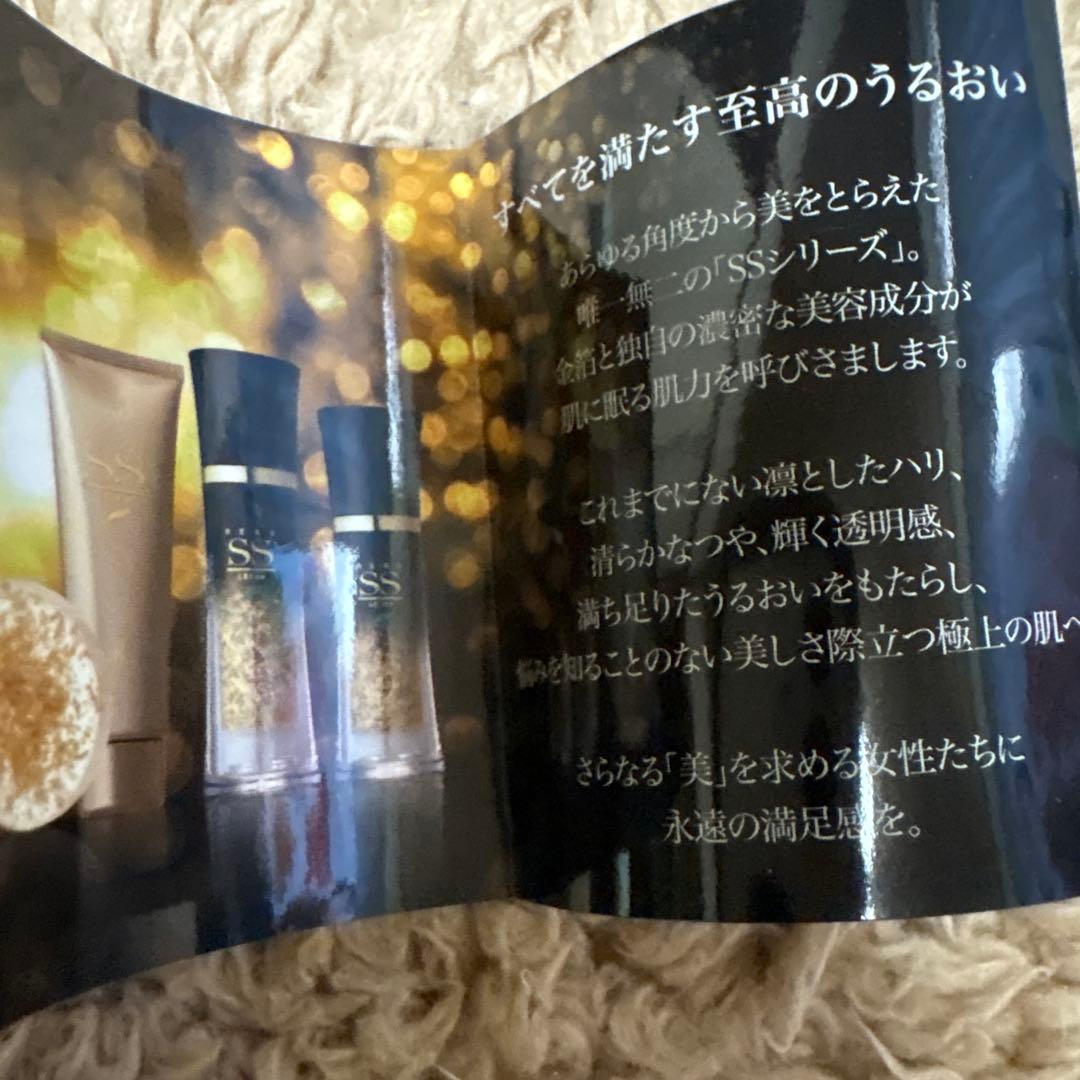 すべてを満たす至高のうるおい
あらゆる角度から美をとらえた
唯一無二の「SSシリーズ」。
金箔と独自の濃密な美容成分が
肌に眠る肌力を呼びさまします。
これまでにない凛としたハリ、
清らかなつや、輝く透明感、
満ち足りたうるおいをもたらし、
悩みを知ることのない美しさ際立つ極上の肌へ
さらなる「美」を求める女性たちに
永遠の満足感を。
SS
SS
SS